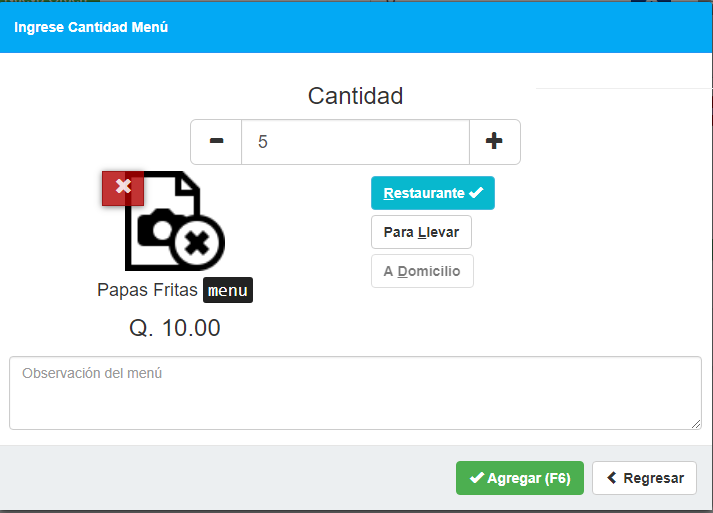 Ingrese Cantidad Menú
Cantidad
5
Restaurante
Para Llevar
A Domicilio
Papas Fritas menu
Q. 10.00
Observación del menú
Agregar (F6)
Regresar